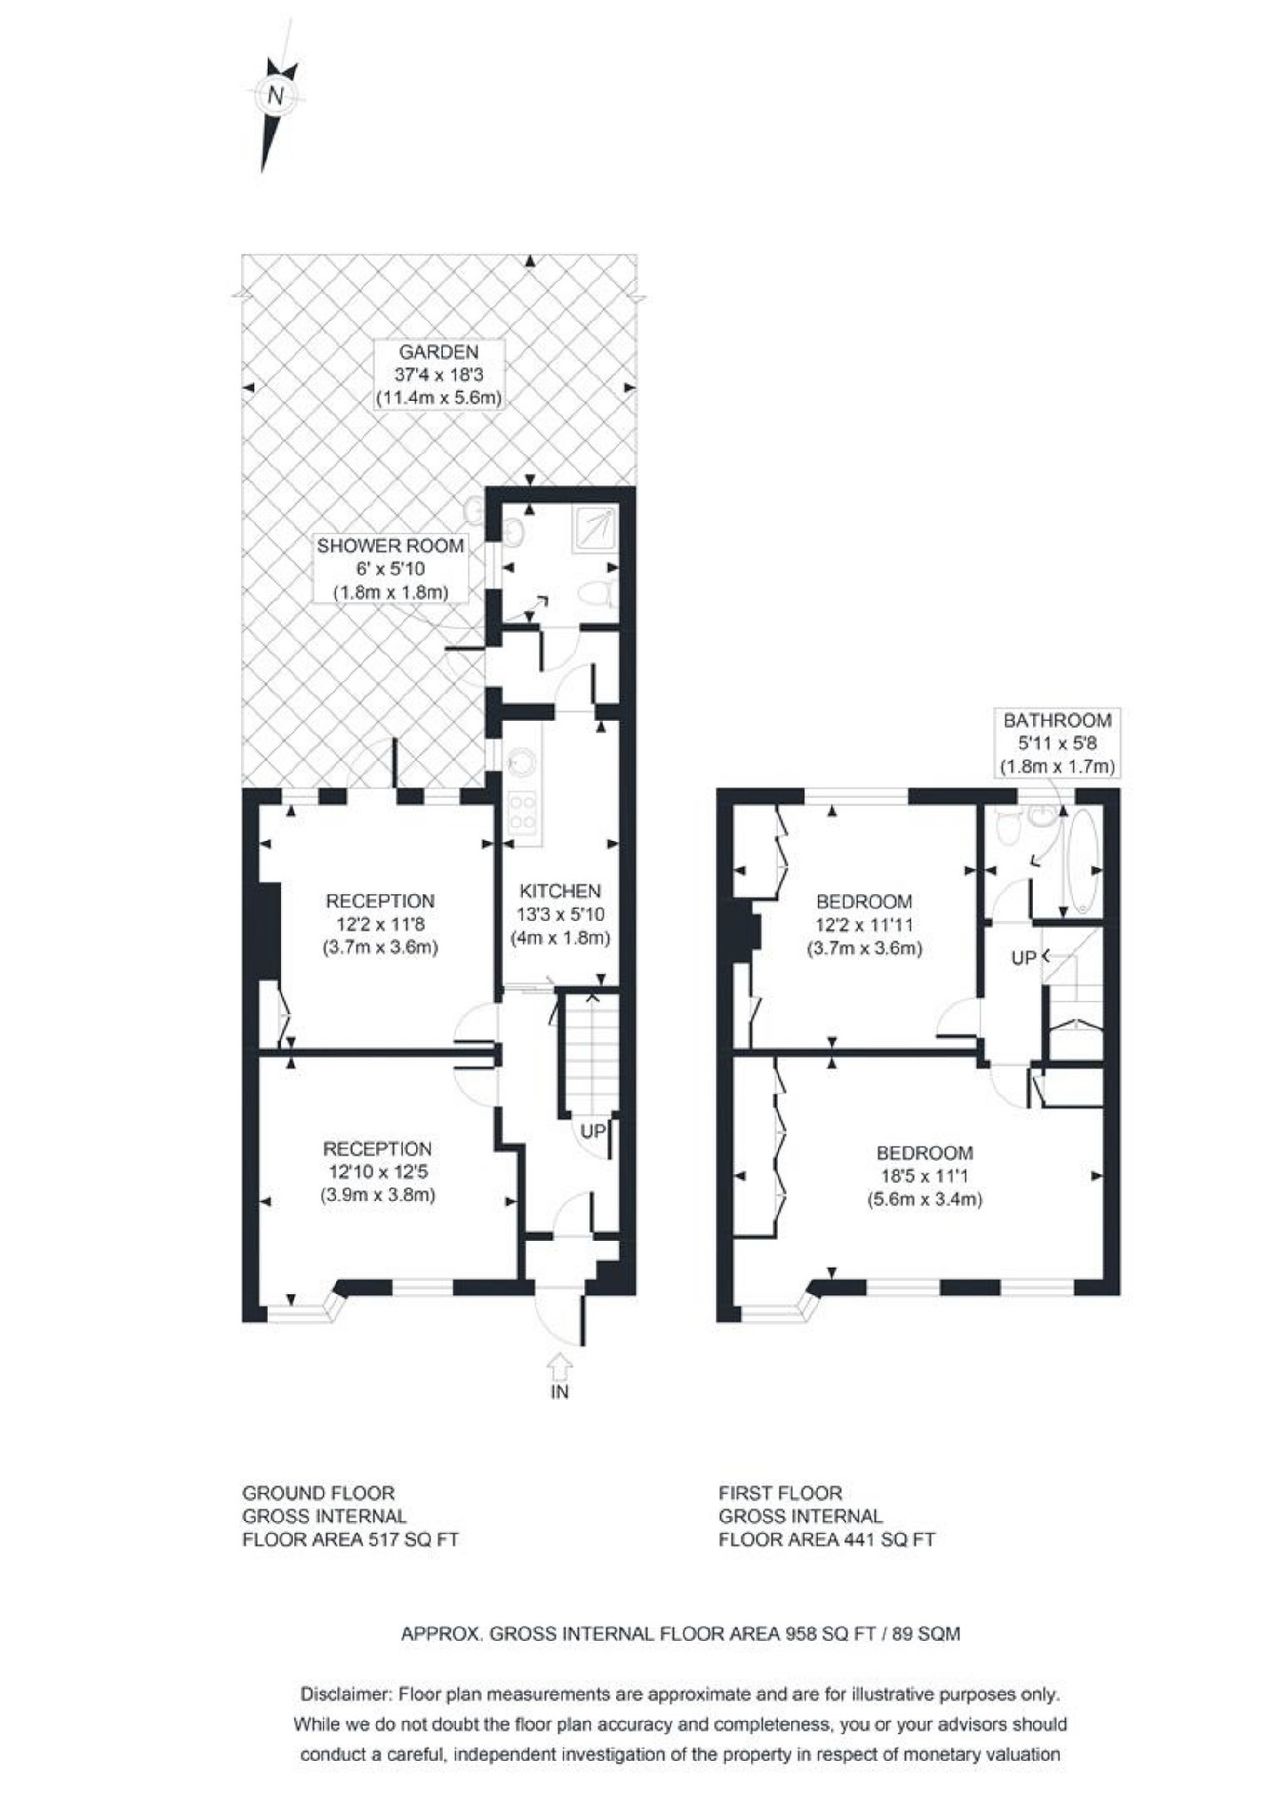 N
GARDEN
37'4 x 18'3
(11.4m x 5.6m)
SHOWER ROOM
6' x 5'10
(1.8m x 1.8m)
BATHROOM
5'11 x 5'8
(1.8m x 1.7m)
RECEPTION
12'2 x 11'8
(3.7m x 3.6m)
KITCHEN
13'3 x 5'10
(4m x 1.8m)
BEDROOM
12'2 x 11'11
(3.7m x 3.6m)
UP
UP
RECEPTION
12'10 x 12'5
(3.9m x 3.8m)
BEDROOM
18'5 x 11'1
(5.6m x 3.4m)
IN
GROUND FLOOR
GROSS INTERNAL
FLOOR AREA 517 SQ FT
FIRST FLOOR
GROSS INTERNAL
FLOOR AREA 441 SQ FT
APPROX. GROSS INTERNAL FLOOR AREA 958 SQ FT / 89 SQM
Disclaimer: Floor plan measurements are approximate and are for illustrative purposes only.
While we do not doubt the floor plan accuracy and completeness, you or your advisors should
conduct a careful, independent investigation of the property in respect of monetary valuation